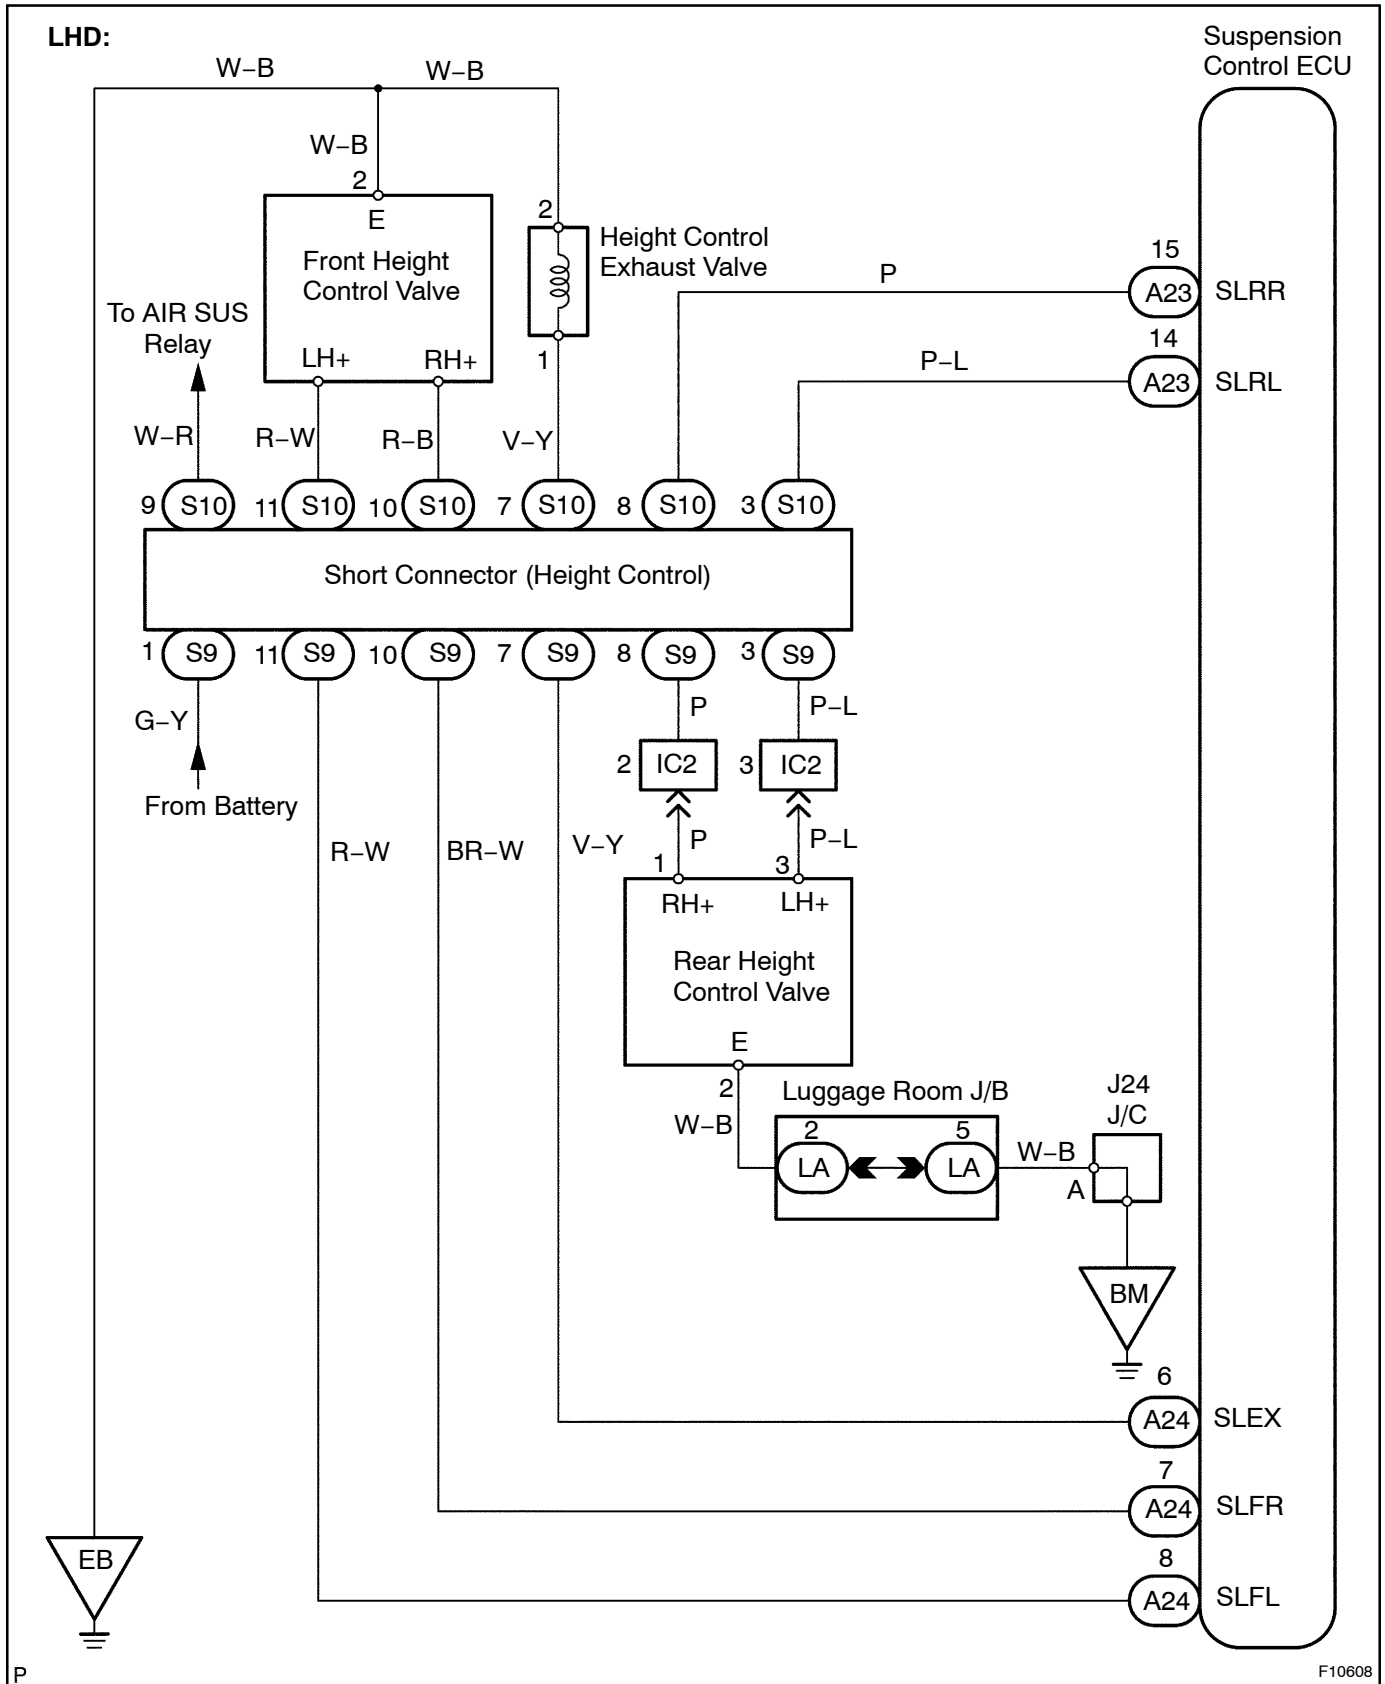 LHD:
Suspension
Control ECU
W–B
W–B
W–B
2
E
Front Height
Control Valve
LH+
RH+
2
Height Control
Exhaust Valve
1
To AIR SUS
Relay
P
15
A23
SLRR
14
P–L
A23
SLRL
W–R
R–W
R–B
V–Y
9
S10
11
S10
10
S10
7
S10
8
S10
3
S10
Short Connector (Height Control)
1
S9
11
S9
10
S9
7
S9
8
S9
3
S9
G–Y
P
P–L
From Battery
2
IC2
3
IC2
R–W
BR–W
V–Y
P
P–L
1
3
RH+
LH+
Rear Height
Control Valve
E
2
W–B
Luggage Room J/B
2
5
LA
LA
W–B
A
J24
J/C
BM
6
A24
SLEX
7
A24
SLFR
8
A24
SLFL
EB
P
F10608